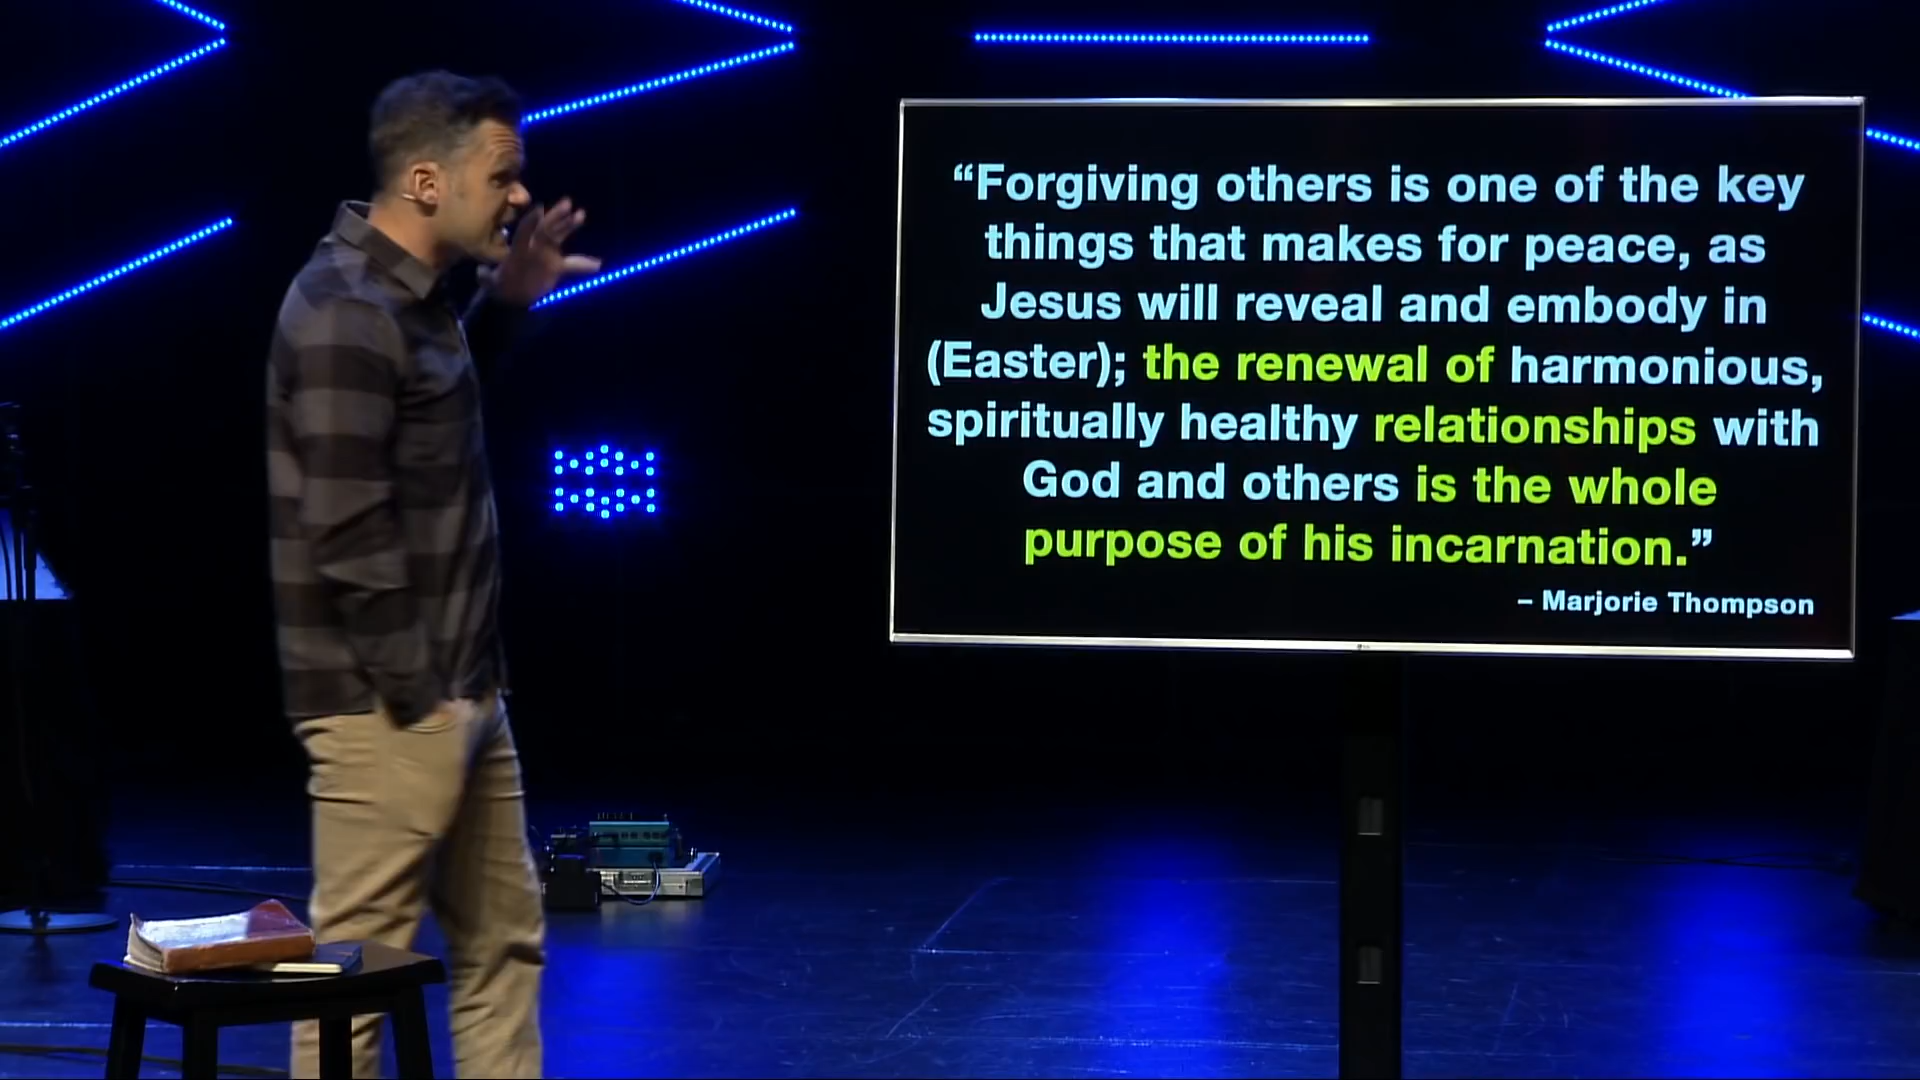 “Forgiving others is one of the key
things that makes for peace, as
Jesus will reveal and embody in
(Easter); the renewal of harmonious,
spiritually healthy relationships with
God and others is the whole
purpose of his incarnation.”
– Marjorie Thompson